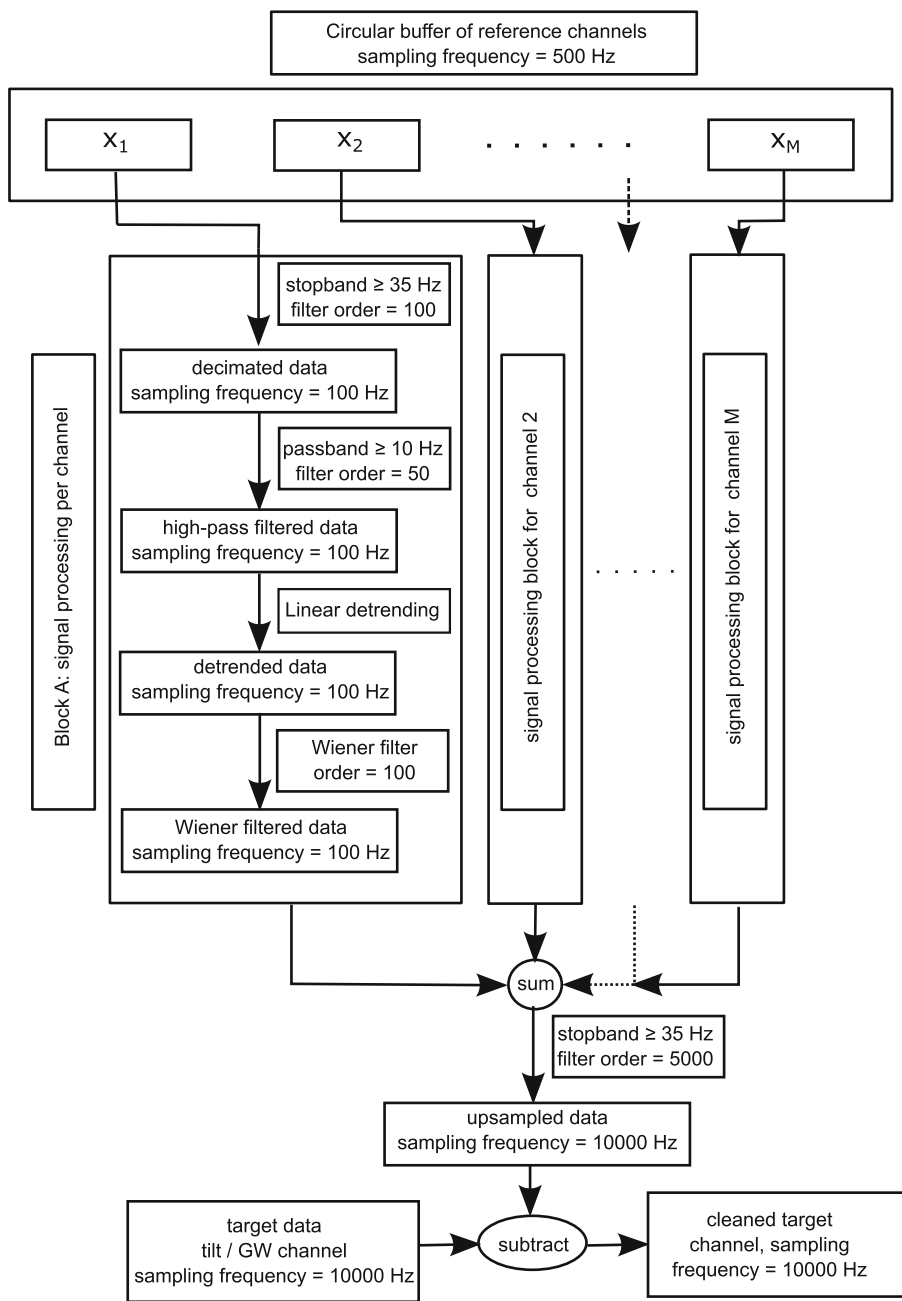 Circular buffer of reference channels
sampling frequency = 500 Hz
x1
x2
. . . . . .
xM
stopband ≥ 35 Hz
filter order = 100
decimated data
sampling frequency = 100 Hz
passband ≥ 10 Hz
filter order = 50
high-pass filtered data
sampling frequency = 100 Hz
Linear detrending
detrended data
sampling frequency = 100 Hz
Wiener filter
order = 100
Wiener filtered data
sampling frequency = 100 Hz
Block A: signal processing per channel
signal processing block for channel 2
. . . . .
signal processing block for channel M
sum
stopband ≥ 35 Hz
filter order = 5000
upsampled data
sampling frequency = 10000 Hz
target data
tilt / GW channel
sampling frequency = 10000 Hz
subtract
cleaned target
channel, sampling
frequency = 10000 Hz